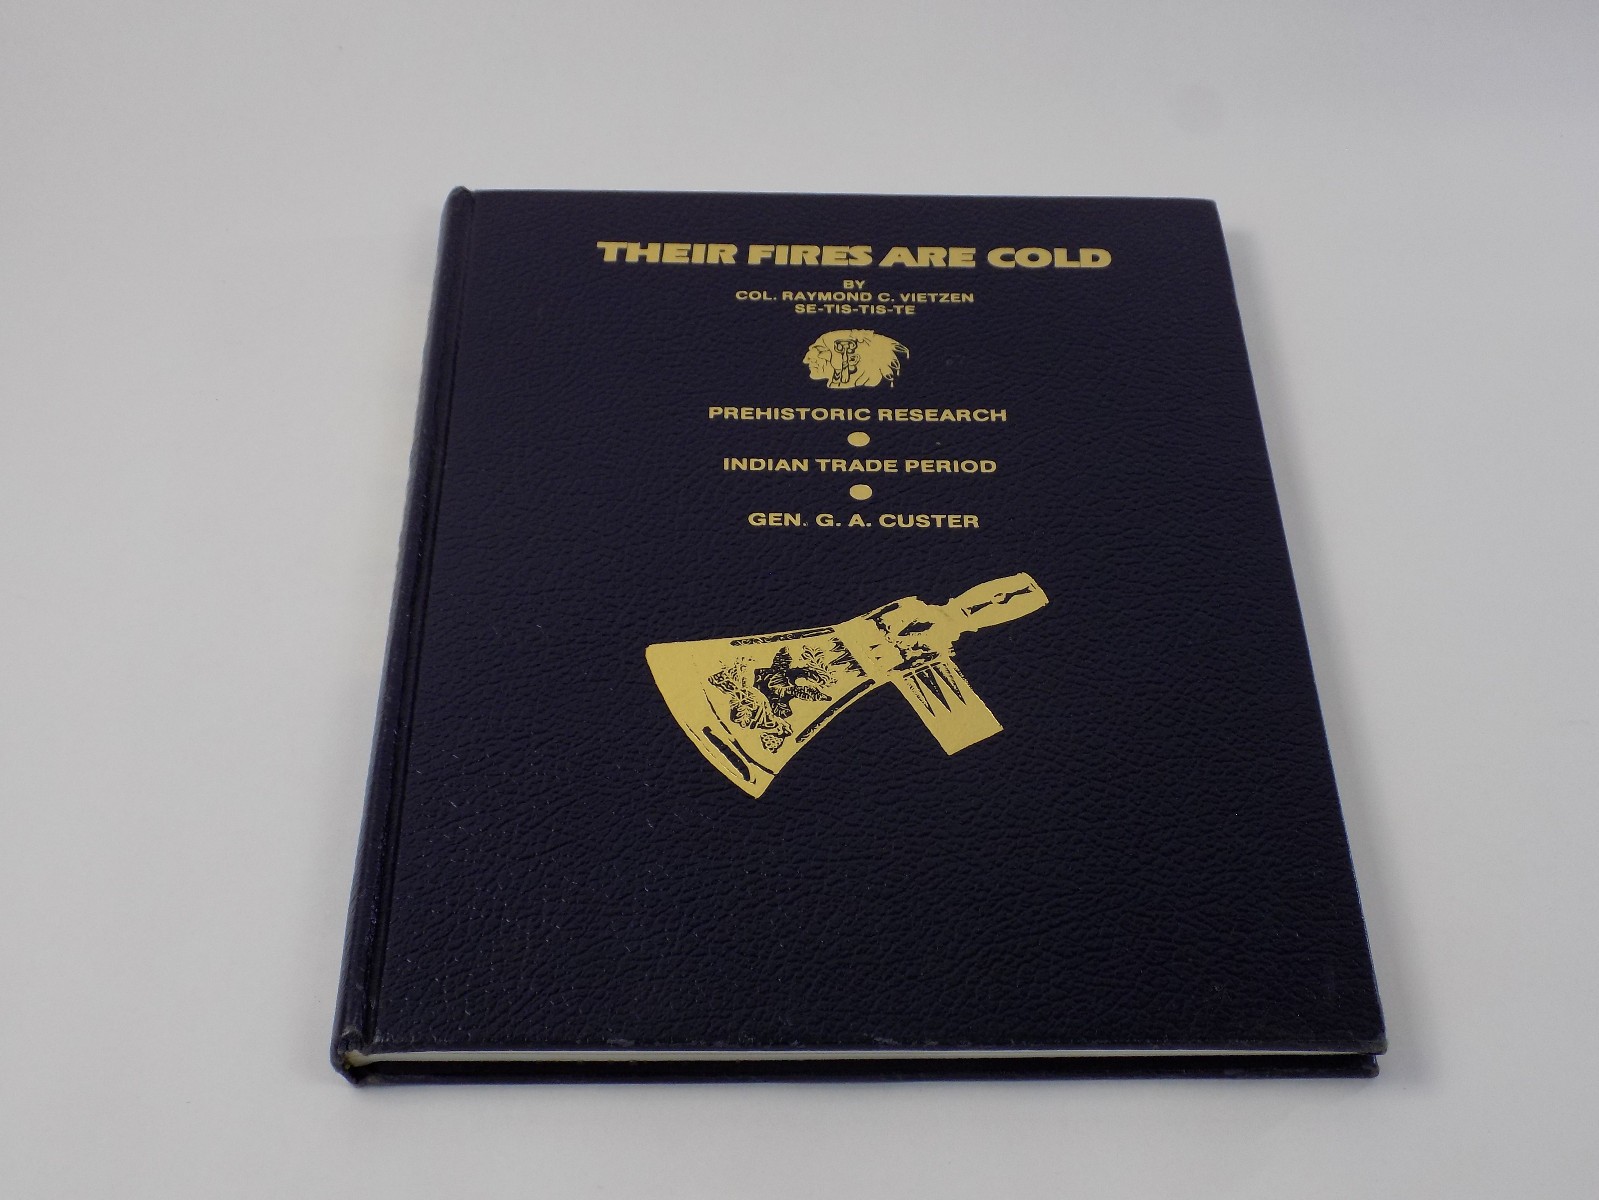 THEIR FIRES ARE COLD
BY
COL. RAYMOND C. VIETZEN
SE-TIS-TIS-TE
PREHISTORIC RESEARCH
INDIAN TRADE PERIOD
GEN. G. A. CUSTER